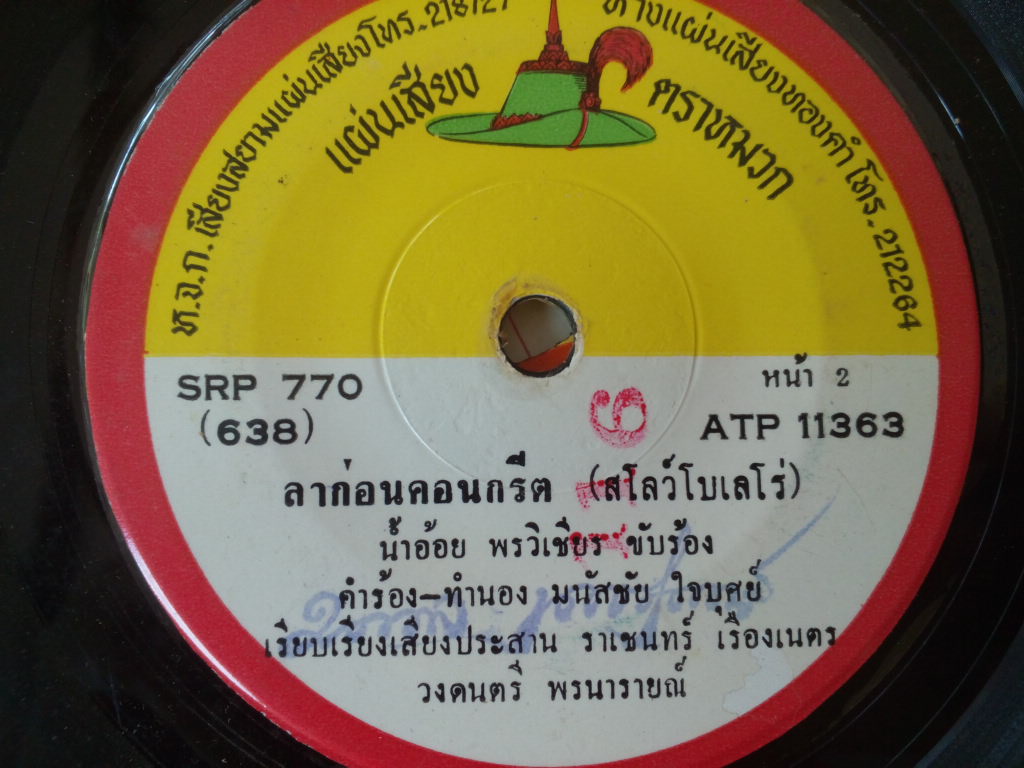 ห.จ.ก. เสียงสยามแผ่นเสียงโทร. 218727
ห้างแผ่นเสียงทองคำ โทร. 212264
แผ่นเสียง
ตราหมวก
SRP 770
(638)
หน้า 2
ATP 11363
ลาก่อนคอนกรีต (สโลว์โบเลโร่)
น้ำอ้อย พรวิเชียร ขับร้อง
คำร้อง—ทำนอง มนัสชัย ใจบุศย์
เรียบเรียงเสียงประสาน ราเชนทร์ เรืองเนตร
วงดนตรี พรนารายณ์